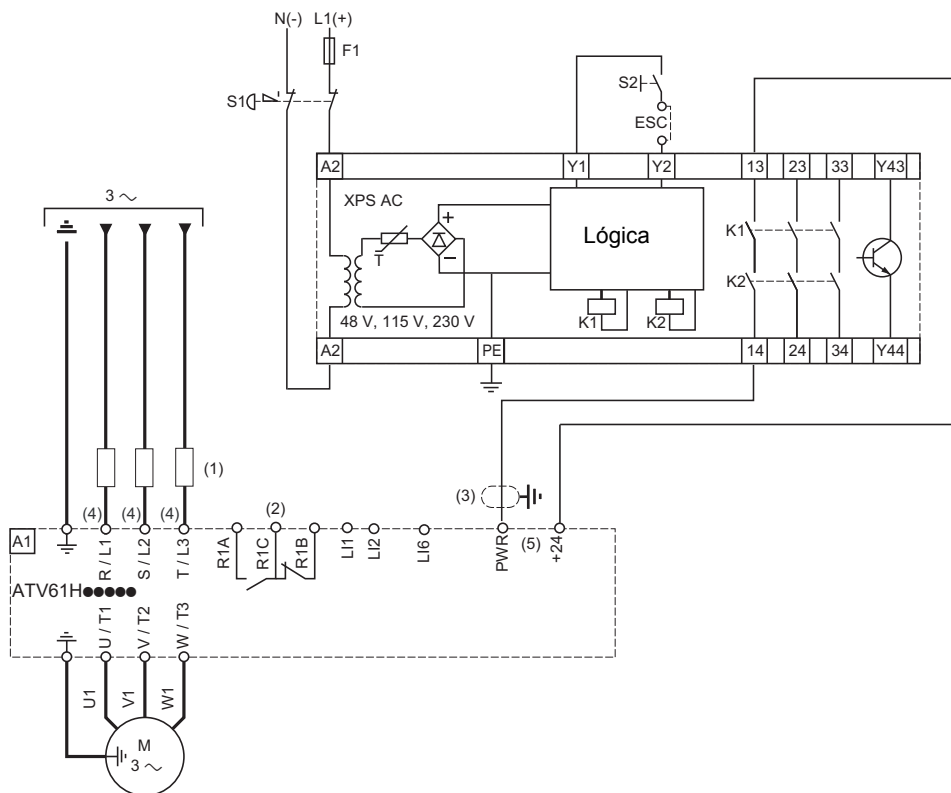 N(-) L1(+)
F1
S1
S2
ESC
A2 Y1 Y2 13 23 33 Y43
XPS AC
+
−
T
Lógica
K1
K2
K1 K2
48 V, 115 V, 230 V
A2 PE 14 24 34 Y44
3 ~
(1)
(2)
(3)
(4) (4) (4)
(5)
A1
R / L1
S / L2
T / L3
R1A
R1C
R1B
LI1
LI2
LI6
PWR
+24
ATV61H●●●●●
U / T1
V / T2
W / T3
U1
V1
W1
M
3 ~